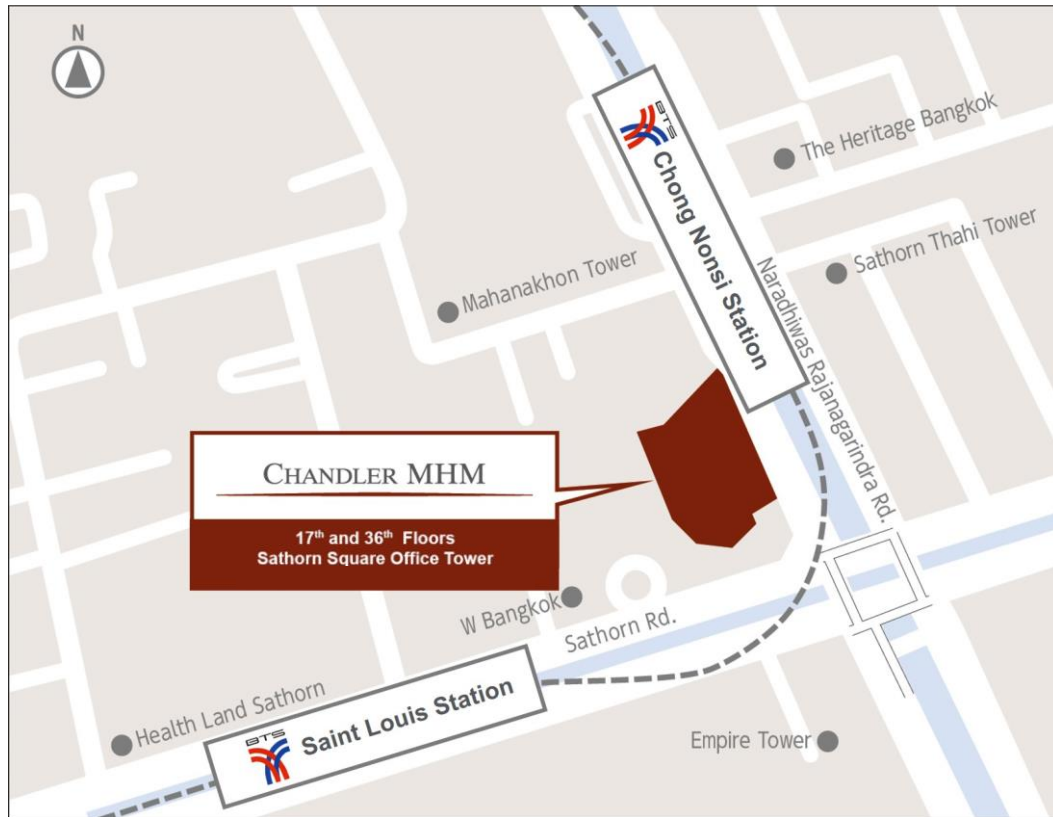 N
BTS
Chong Nonsi Station
The Heritage Bangkok
Sathorn Thahi Tower
Mahanakhon Tower
Naradhiwas Rajanagarindra Rd.
CHANDLER MHM
17th and 36th Floors
Sathorn Square Office Tower
W Bangkok
Sathorn Rd.
Health Land Sathorn
BTS
Saint Louis Station
Empire Tower